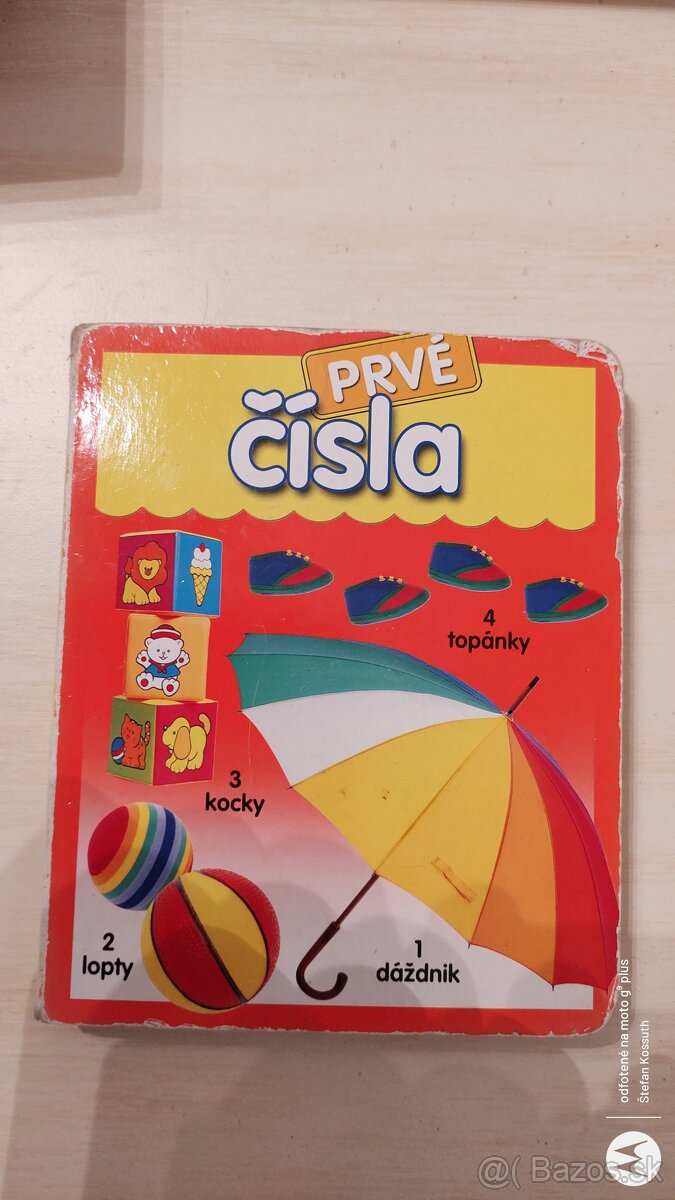 PRVÉ
čísla
4
topánky
3
kocky
2
lopty
1
dáždnik
odfotené na moto g⁹ plus
Štefan Kossuth
@( Bazos.sk